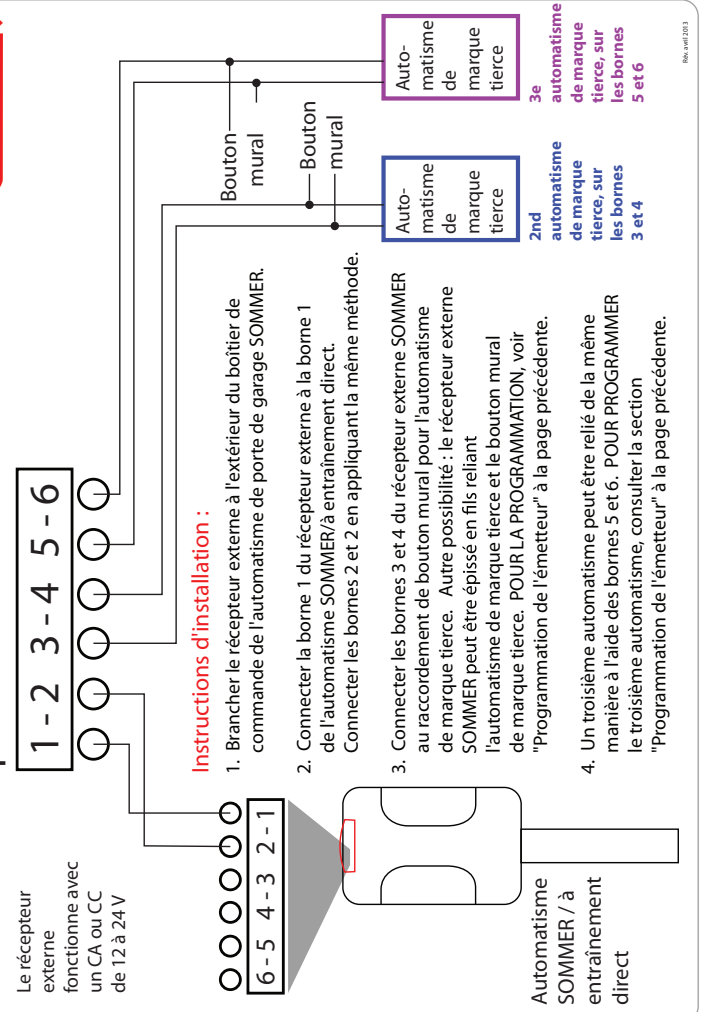 1 - 2  3 - 4  5 - 6
Le récepteur
externe
fonctionne avec
un CA ou CC
de 12 à 24 V
6 - 5  4 - 3  2 - 1
Automatisme
SOMMER / à
entraînement
direct
Instructions d'installation :
1. Brancher le récepteur externe à l'extérieur du boîtier de
commande de l'automatisme de porte de garage SOMMER.
2. Connecter la borne 1 du récepteur externe à la borne 1
de l'automatisme SOMMER/à entraînement direct.
Connecter les bornes 2 et 2 en appliquant la même méthode.
3. Connecter les bornes 3 et 4 du récepteur externe SOMMER
au raccordement de bouton mural pour l'automatisme
de marque tierce.  Autre possibilité : le récepteur externe
SOMMER peut être épissé en fils reliant
l'automatisme de marque tierce et le bouton mural
de marque tierce.  POUR LA PROGRAMMATION, voir
"Programmation de l'émetteur" à la page précédente.
4. Un troisième automatisme peut être relié de la même
manière à l'aide des bornes 5 et 6.  POUR PROGRAMMER
le troisième automatisme, consulter la section
"Programmation de l'émetteur" à la page précédente.
Bouton
mural
Bouton
mural
Auto-
matisme
de
marque
tierce
2nd
automatisme
de marque
tierce, sur
les bornes
3 et 4
Auto-
matisme
de
marque
tierce
3e
automatisme
de marque
tierce, sur
les bornes
5 et 6
Rév. avril 2013